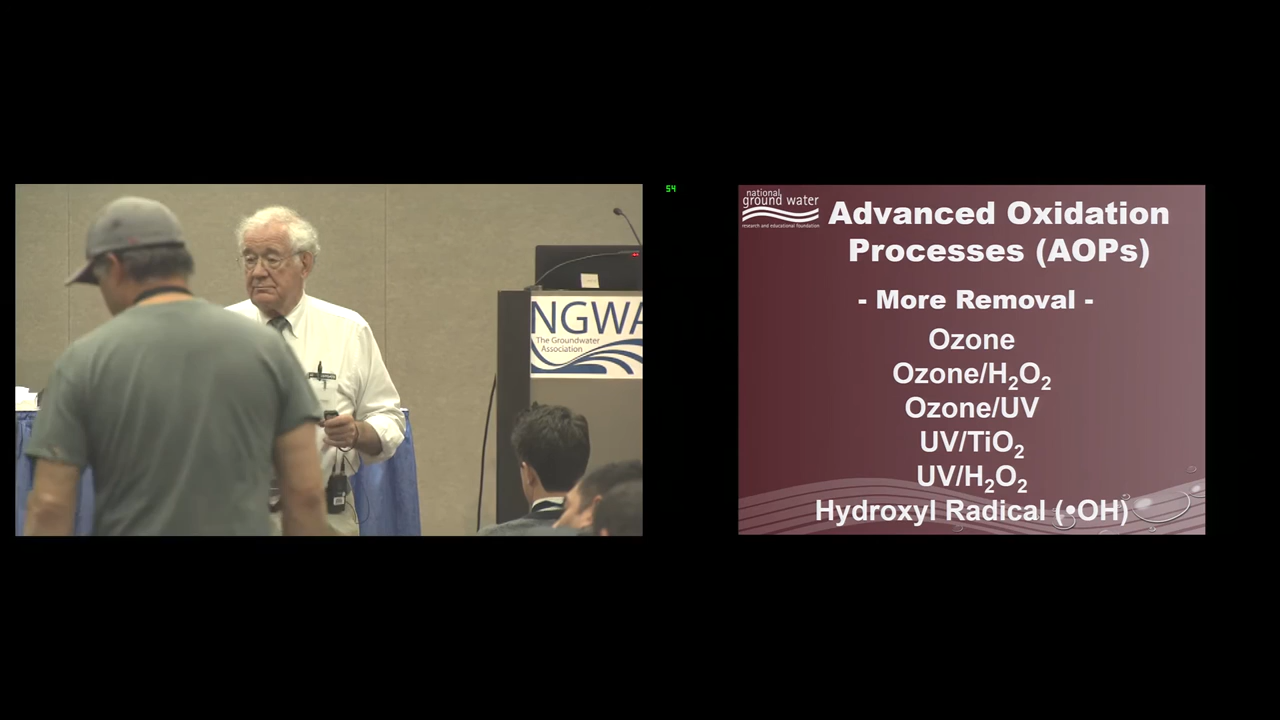 NGWA
The Groundwater
Association
54
national
ground water
research and educational foundation
Advanced Oxidation
Processes (AOPs)
- More Removal -
Ozone
Ozone/H₂O₂
Ozone/UV
UV/TiO₂
UV/H₂O₂
Hydroxyl Radical (•OH)